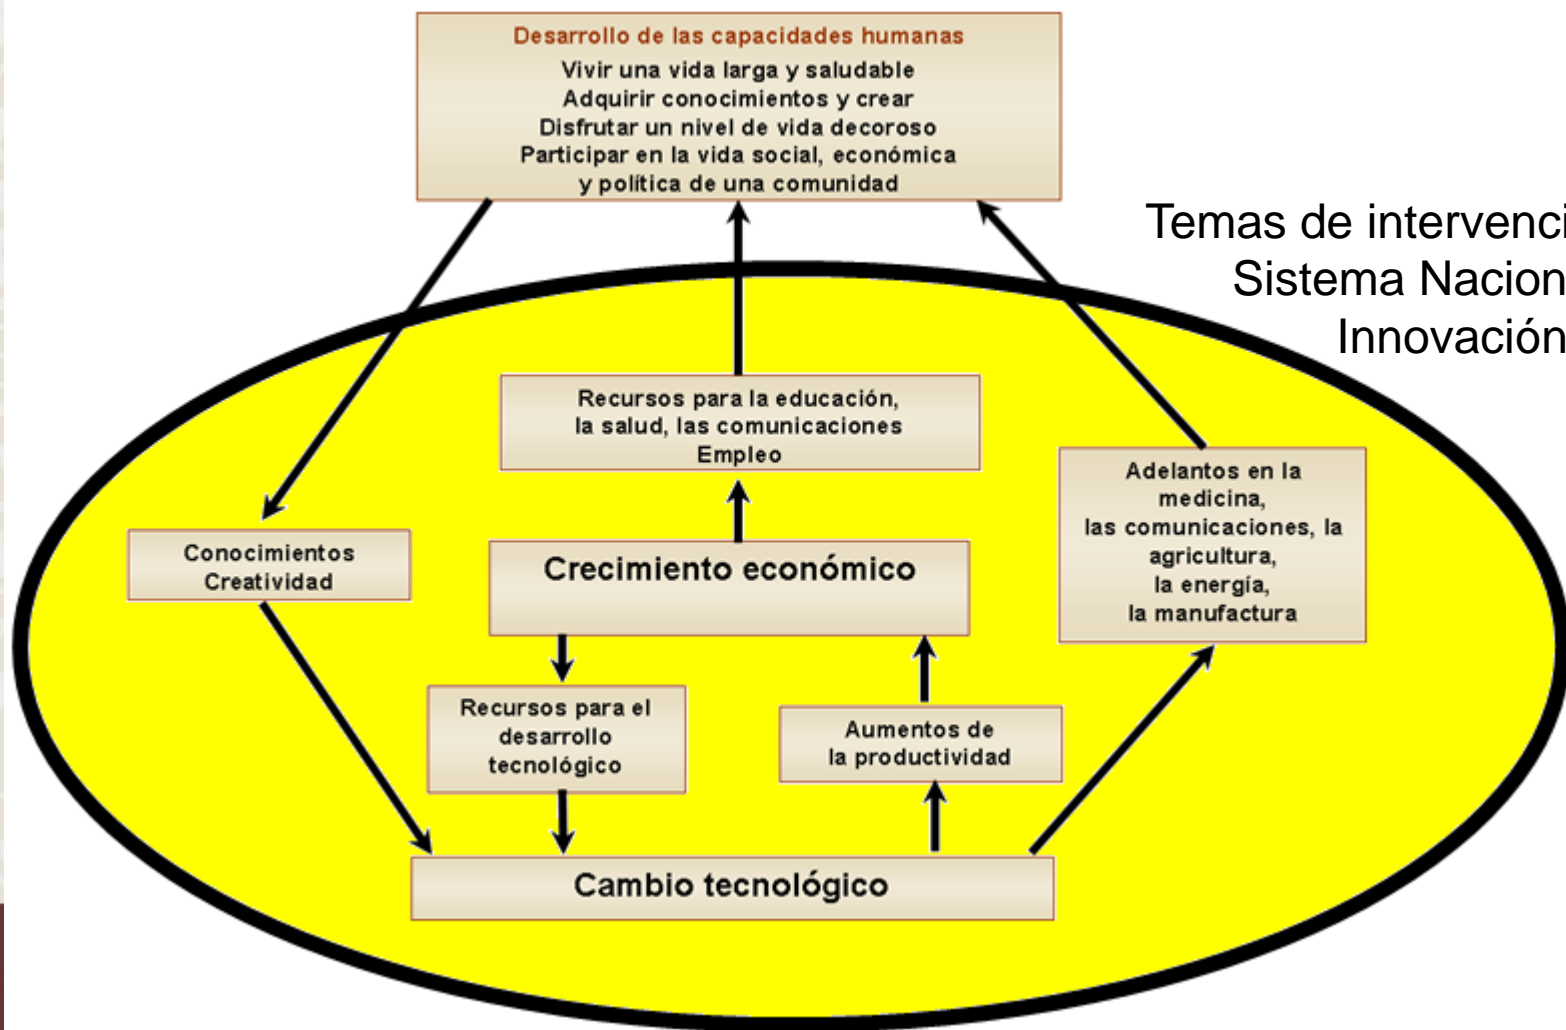 Desarrollo de las capacidades humanas
Vivir una vida larga y saludable
Adquirir conocimientos y crear
Disfrutar un nivel de vida decoroso
Participar en la vida social, económica
y política de una comunidad
Temas de
Sistema
Innovación
Recursos para la educación,
la salud, las comunicaciones
Empleo
Adelantos en la
medicina,
las comunicaciones, la
agricultura,
la energía,
la manufactura
Conocimientos
Creatividad
Crecimiento económico
Recursos para el
desarrollo
tecnológico
Aumentos de
la productividad
Cambio tecnológico